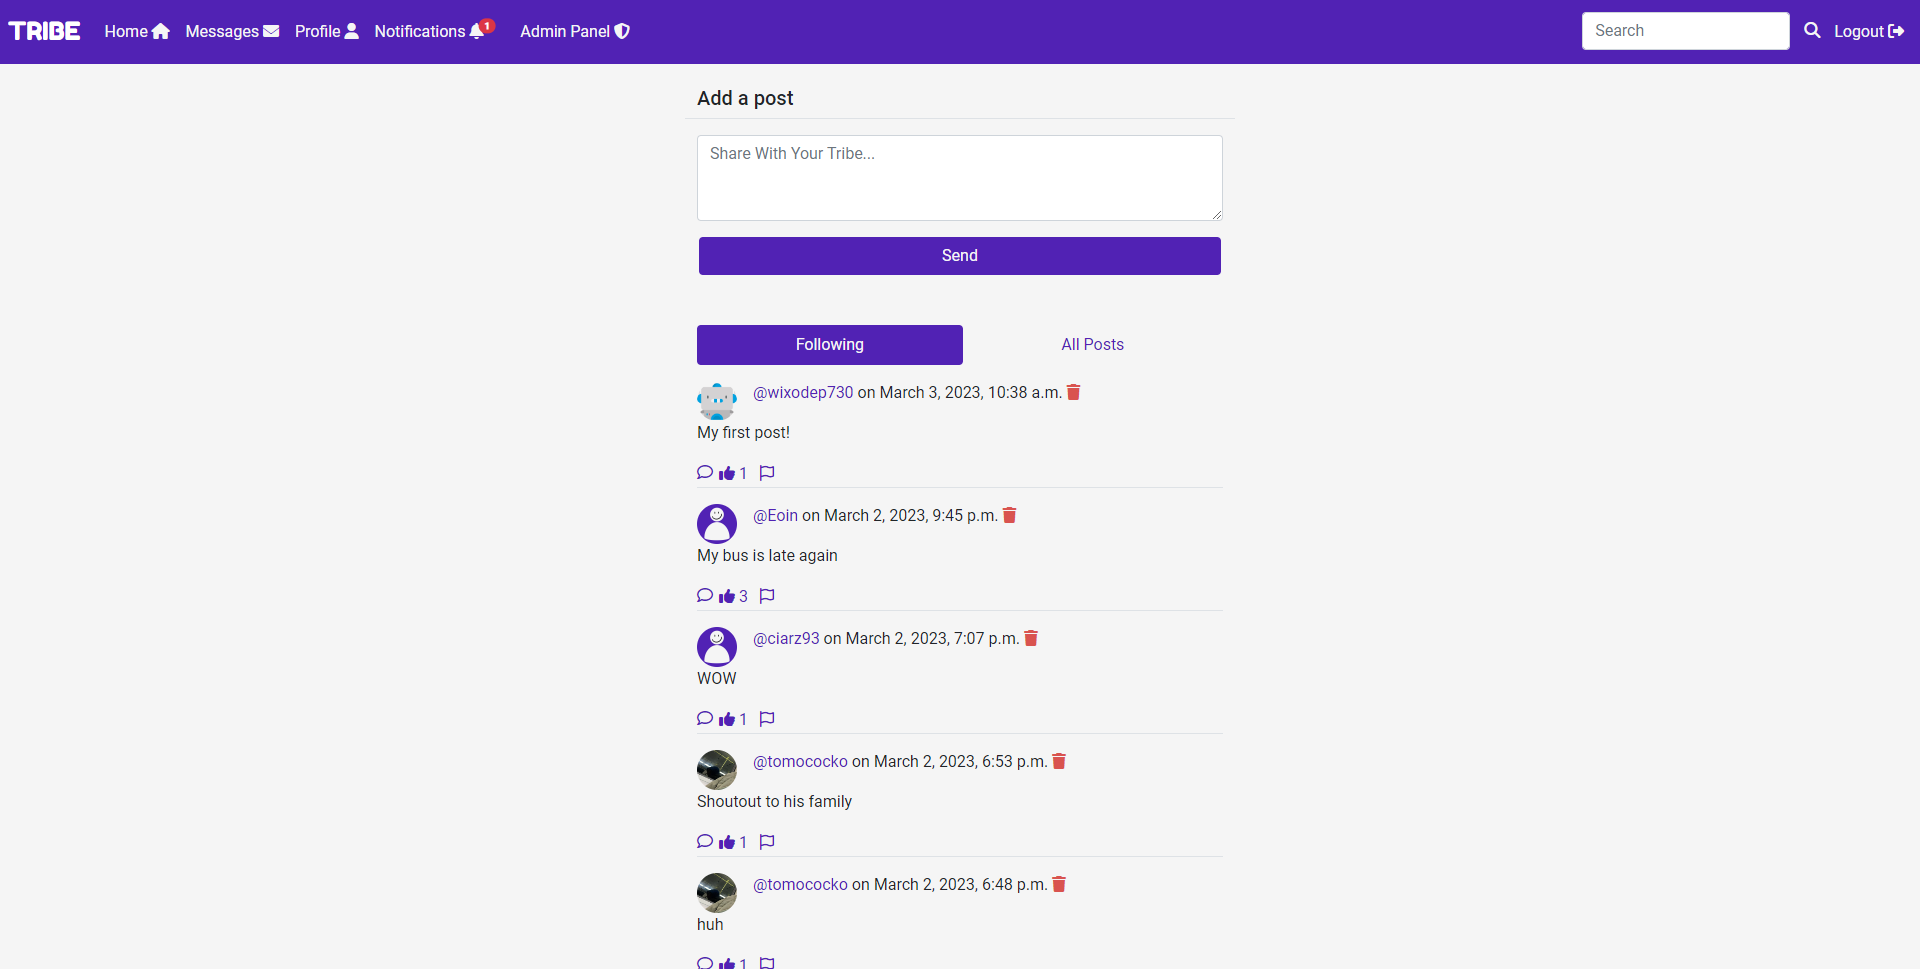 TRIBE Home Messages Profile Notifications 1 Admin Panel Search Logout
Add a post
Share With Your Tribe...
Send
Following All Posts
@wixodep730 on March 3, 2023, 10:38 a.m.
My first post!
1
@Eoin on March 2, 2023, 9:45 p.m.
My bus is late again
3
@ciarz93 on March 2, 2023, 7:07 p.m.
WOW
1
@tomococko on March 2, 2023, 6:53 p.m.
Shoutout to his family
1
@tomococko on March 2, 2023, 6:48 p.m.
huh
1